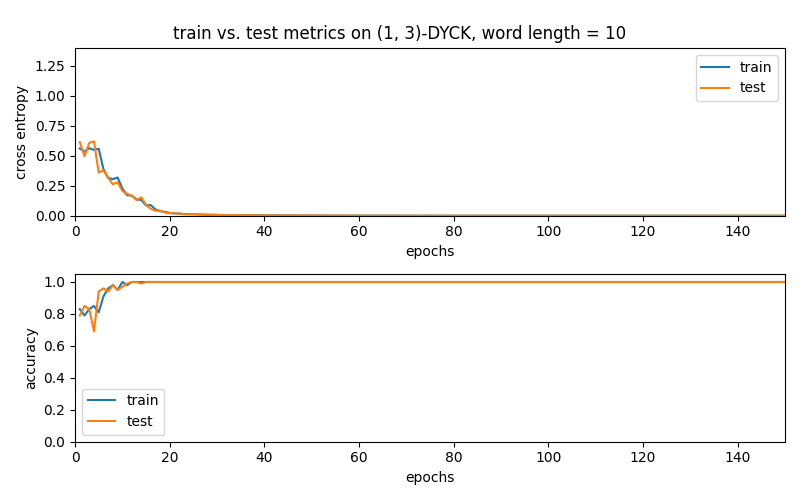 train vs. test metrics on (1, 3)-DYCK, word length = 10
1.25
1.00
0.75
0.50
0.25
0.00
cross entropy
train
test
0 20 40 60 80 100 120 140
epochs
1.0
0.8
0.6
0.4
0.2
0.0
accuracy
train
test
0 20 40 60 80 100 120 140
epochs